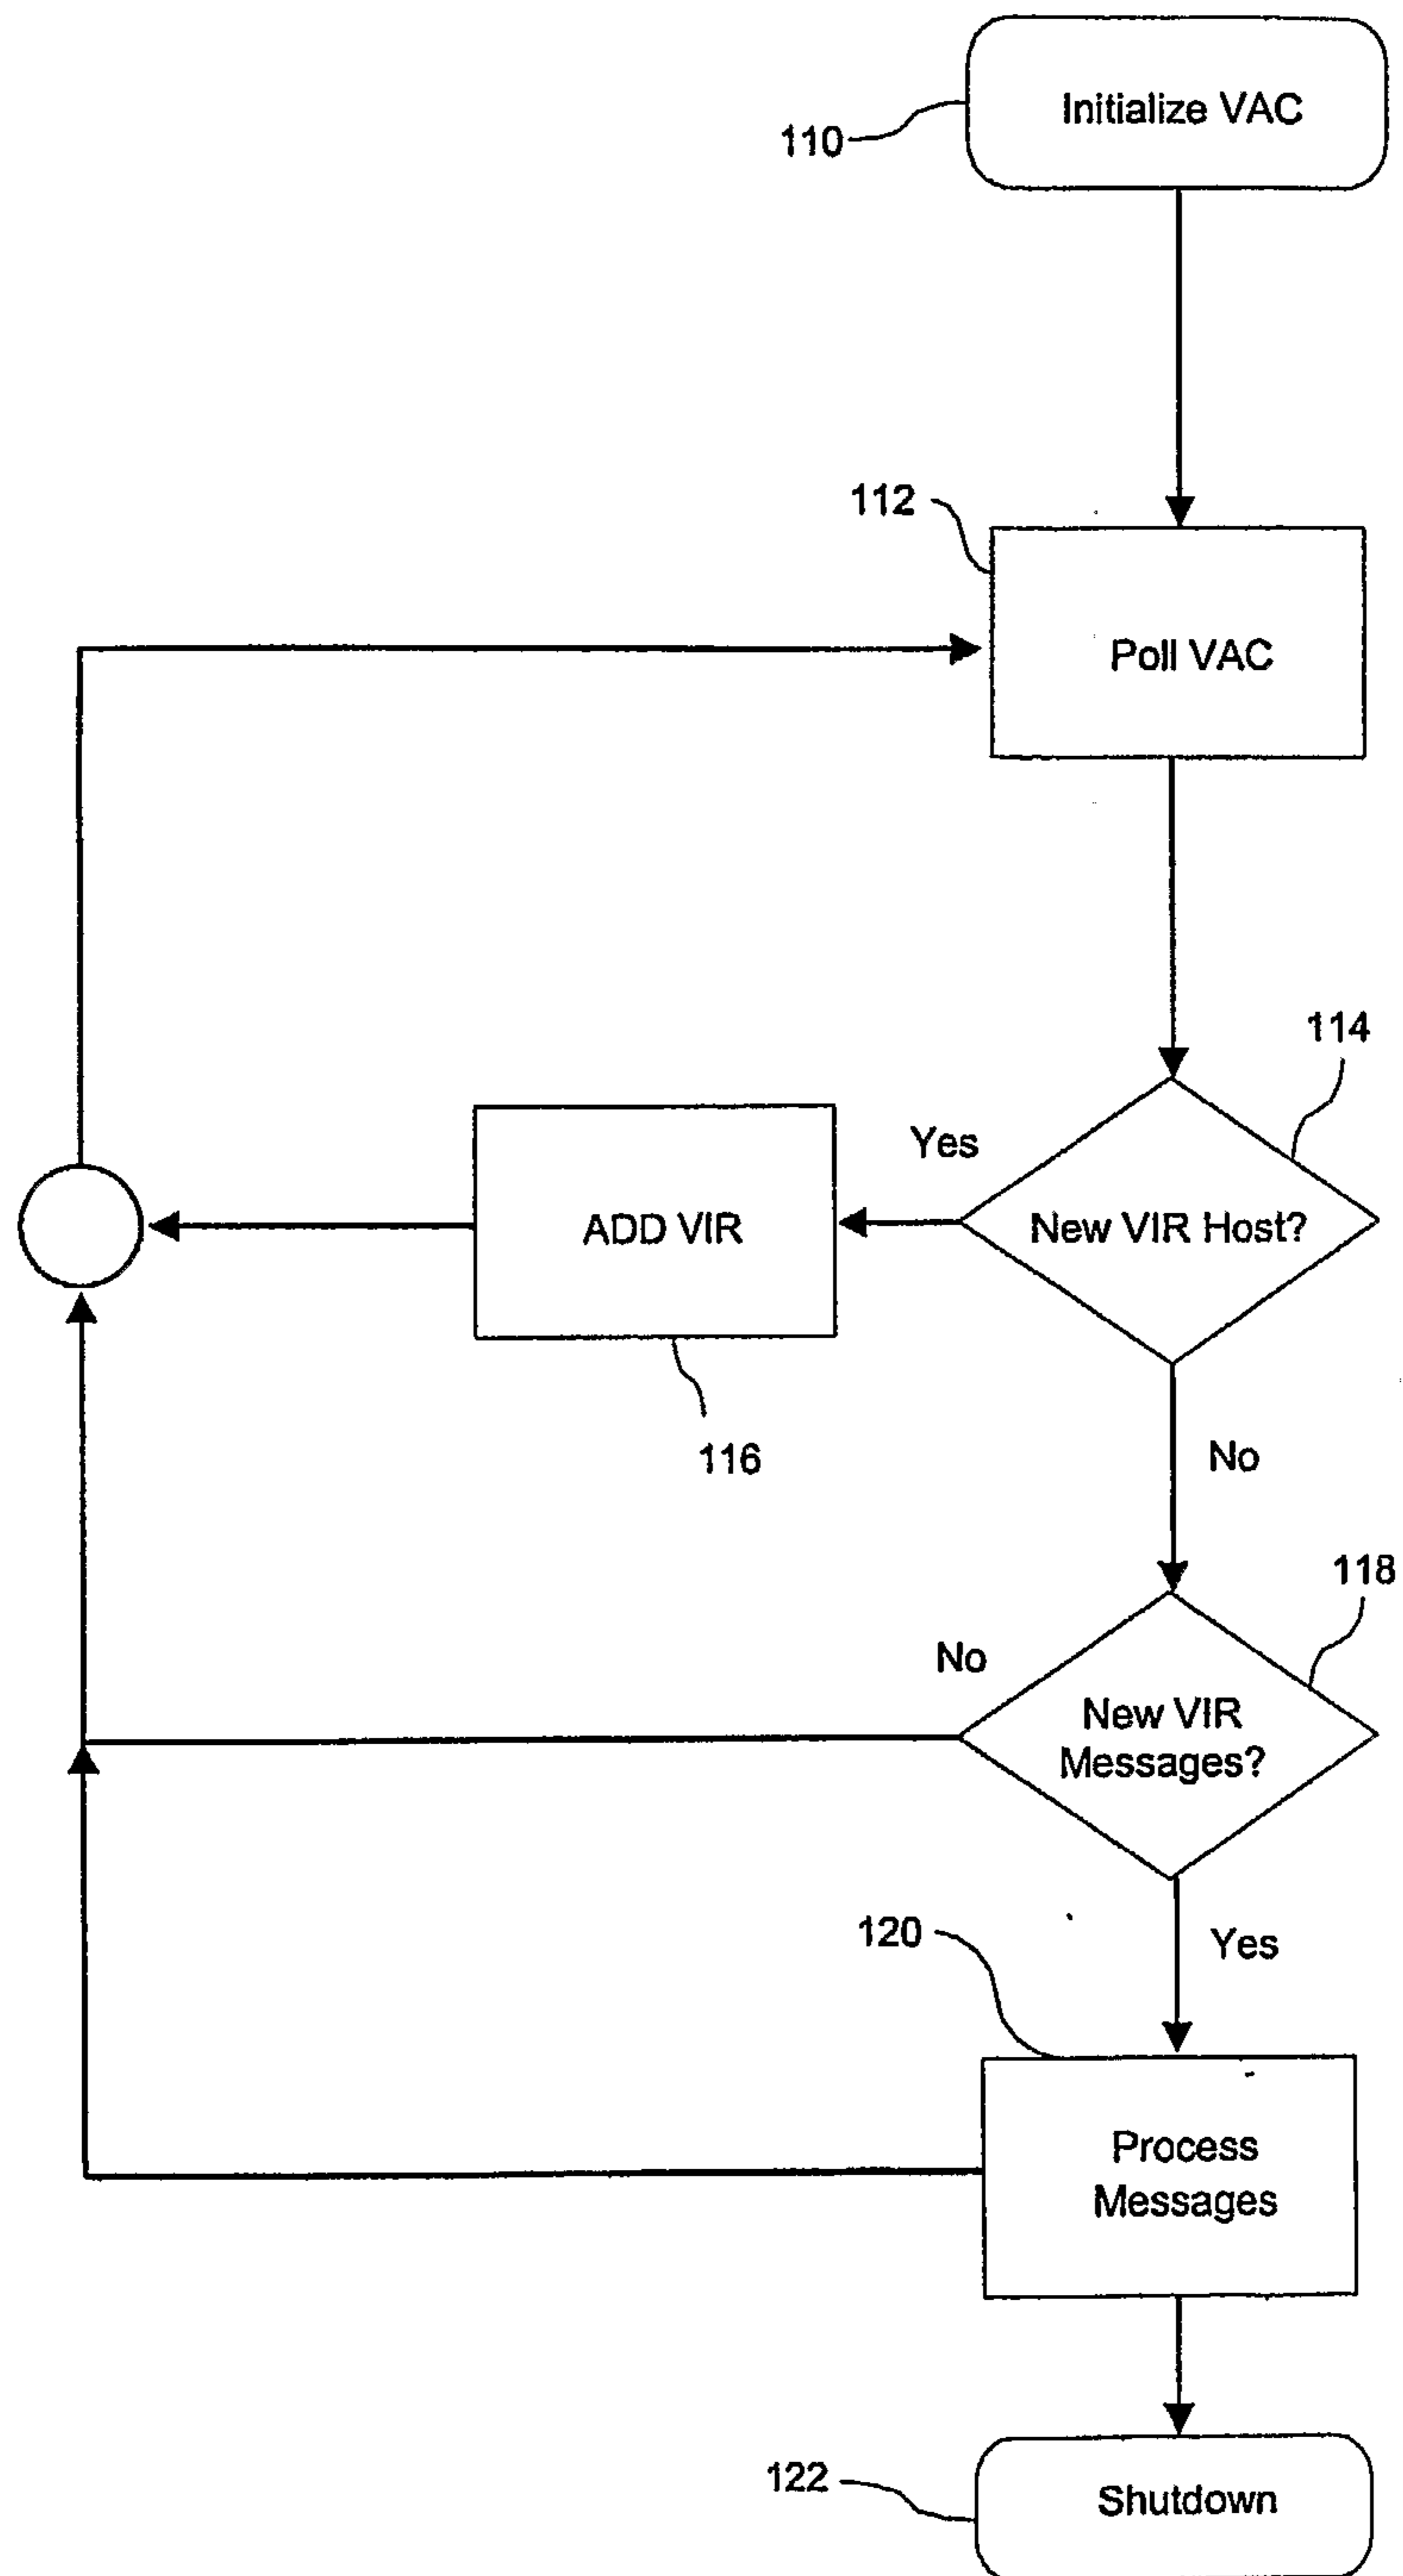 Initialize VAC
110
112
Poll VAC
114
Yes
New VIR Host?
ADD VIR
116
No
118
No
New VIR
Messages?
120
Yes
Process
Messages
122
Shutdown